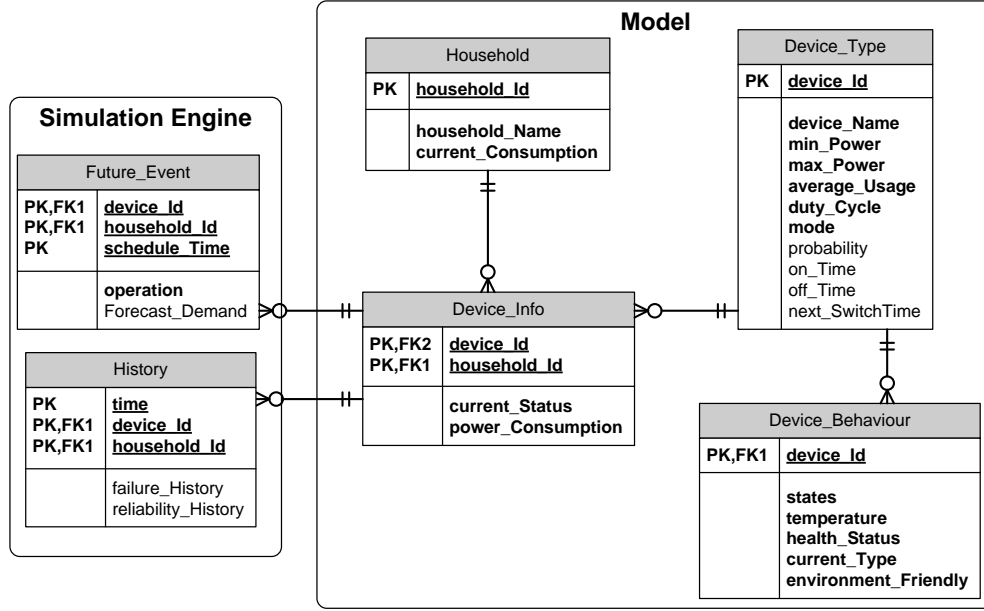 Model
Simulation Engine
Household
PK household_Id
household_Name
current_Consumption
Device_Type
PK device_Id
device_Name
min_Power
max_Power
average_Usage
duty_Cycle
mode
probability
on_Time
off_Time
next_SwitchTime
Future_Event
PK,FK1 device_Id
PK,FK1 household_Id
PK schedule_Time
operation
Forecast_Demand
Device_Info
PK,FK2 device_Id
PK,FK1 household_Id
current_Status
power_Consumption
History
PK time
PK,FK1 device_Id
PK,FK1 household_Id
failure_History
reliability_History
Device_Behaviour
PK,FK1 device_Id
states
temperature
health_Status
current_Type
environment_Friendly